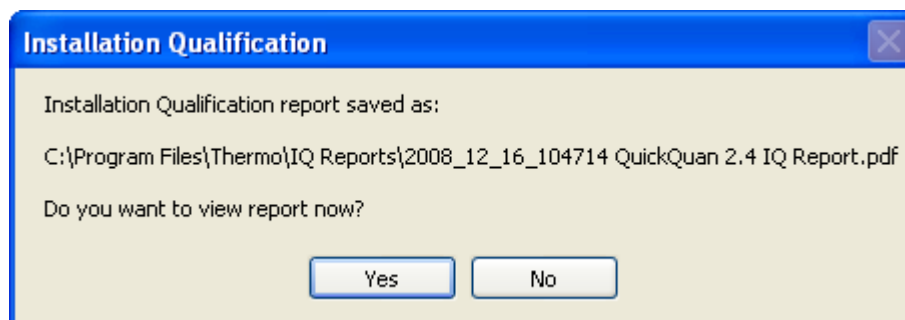 Installation Qualification
Installation Qualification report saved as:
C:\Program Files\Thermo\IQ Reports\2008_12_16_104714 QuickQuan 2.4 IQ Report.pdf
Do you want to view report now?
Yes No